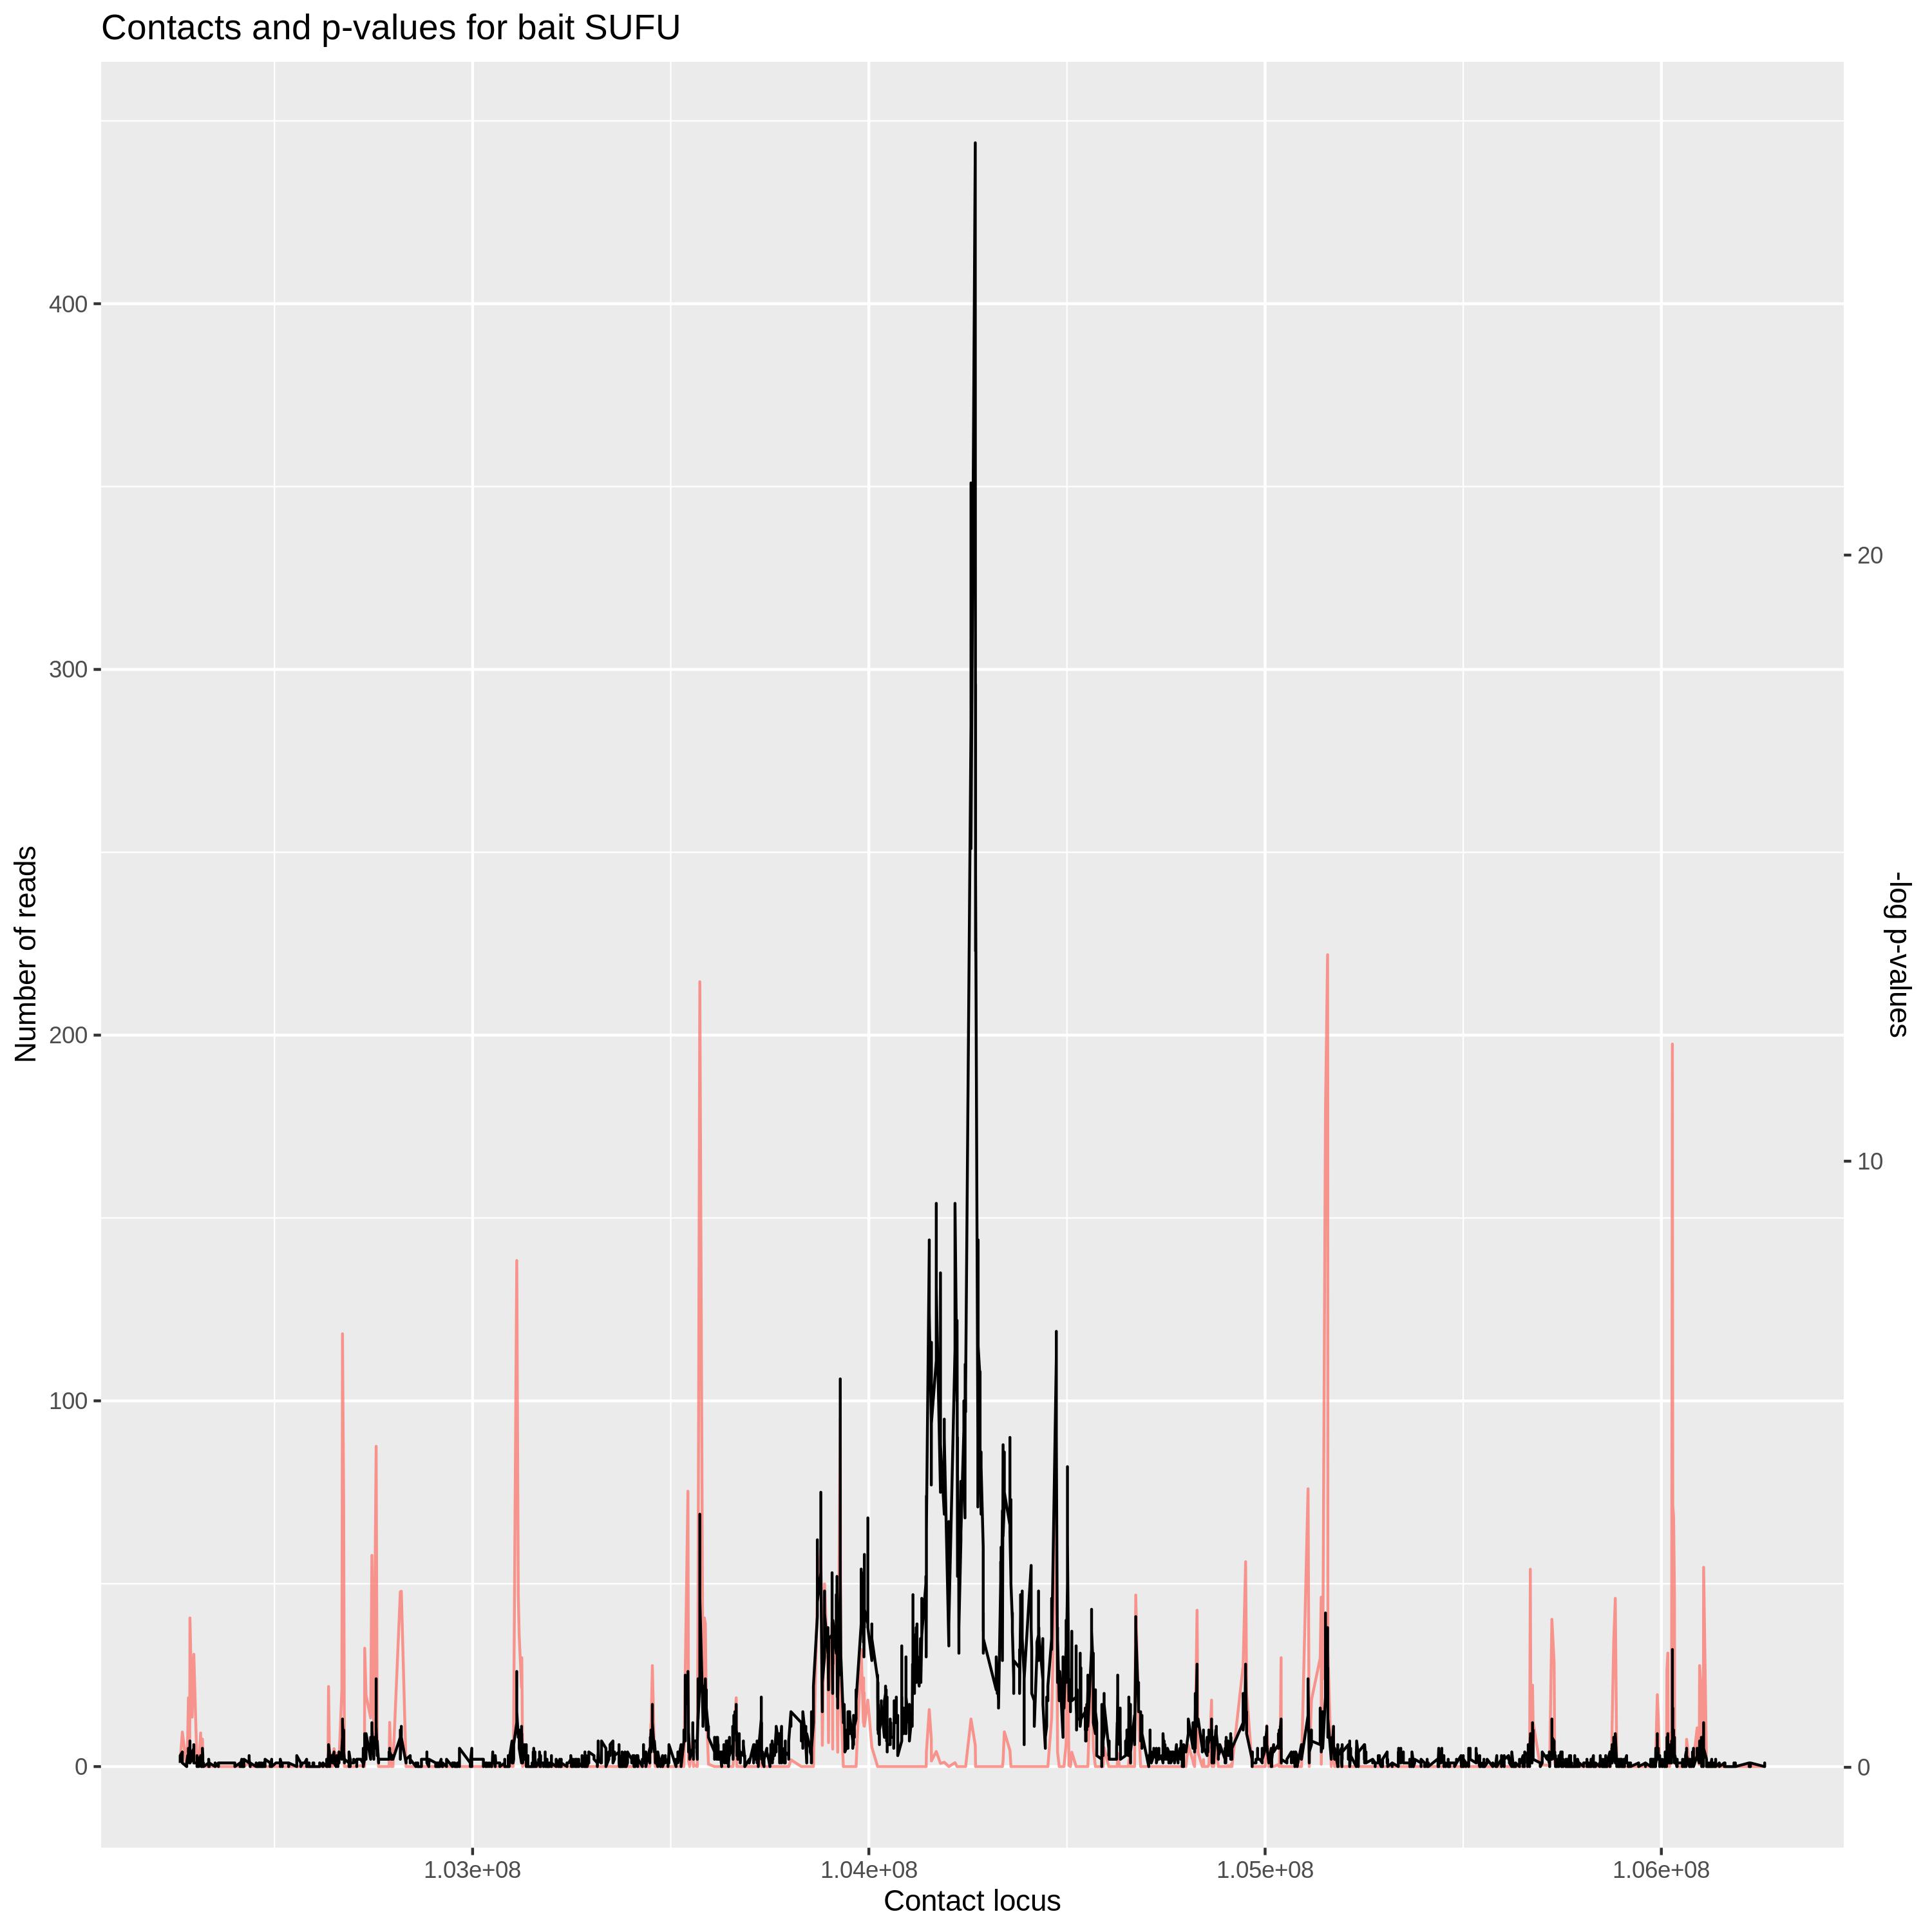 Contacts and p-values for bait SUFU
Number of reads
400
300
200
100
0
20
10
0
-log p-values
1.03e+08
1.04e+08
1.05e+08
1.06e+08
Contact locus